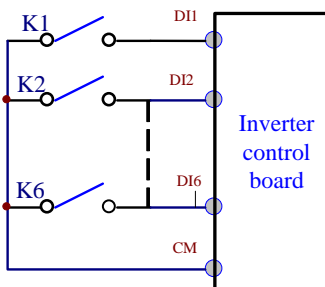 K1
DI1
K2
DI2
Inverter
control
board
K6
DI6
CM